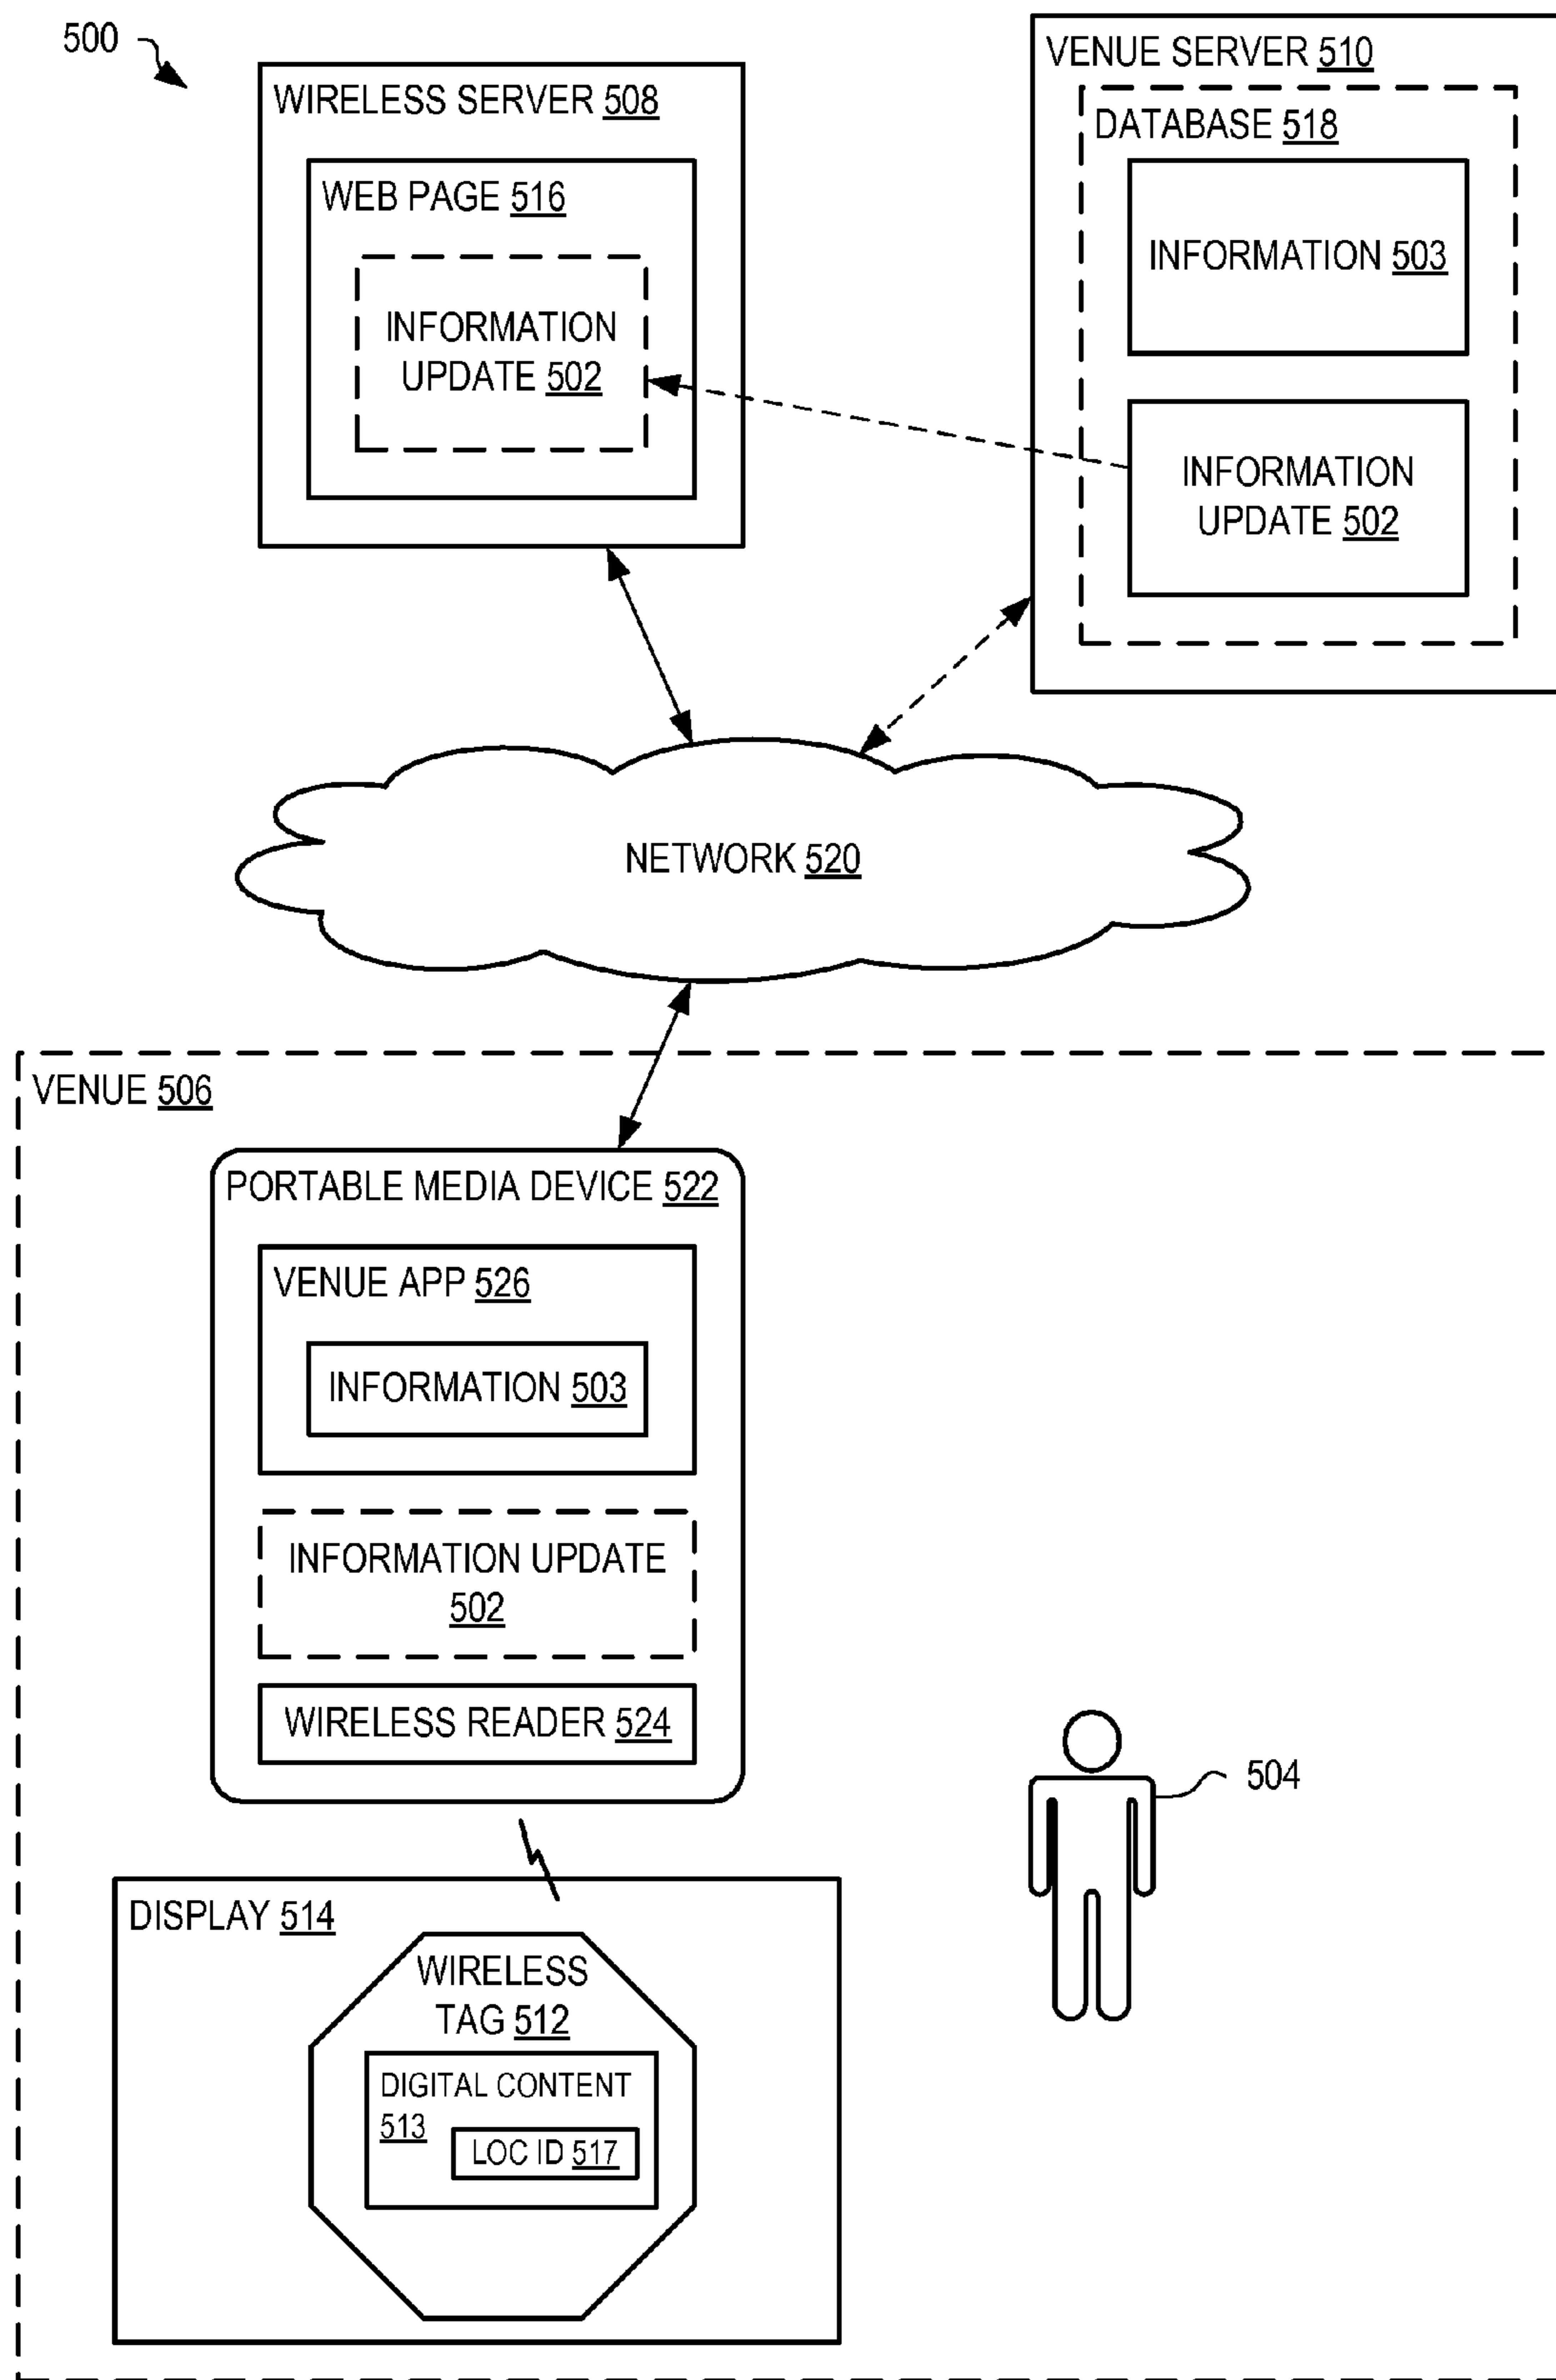 500
VENUE SERVER 510
WIRELESS SERVER 508
DATABASE 518
WEB PAGE 516
INFORMATION 503
INFORMATION
UPDATE 502
INFORMATION
UPDATE 502
NETWORK 520
VENUE 506
PORTABLE MEDIA DEVICE 522
VENUE APP 526
INFORMATION 503
INFORMATION UPDATE
502
WIRELESS READER 524
504
DISPLAY 514
WIRELESS
TAG 512
DIGITAL CONTENT
513
LOC ID 517